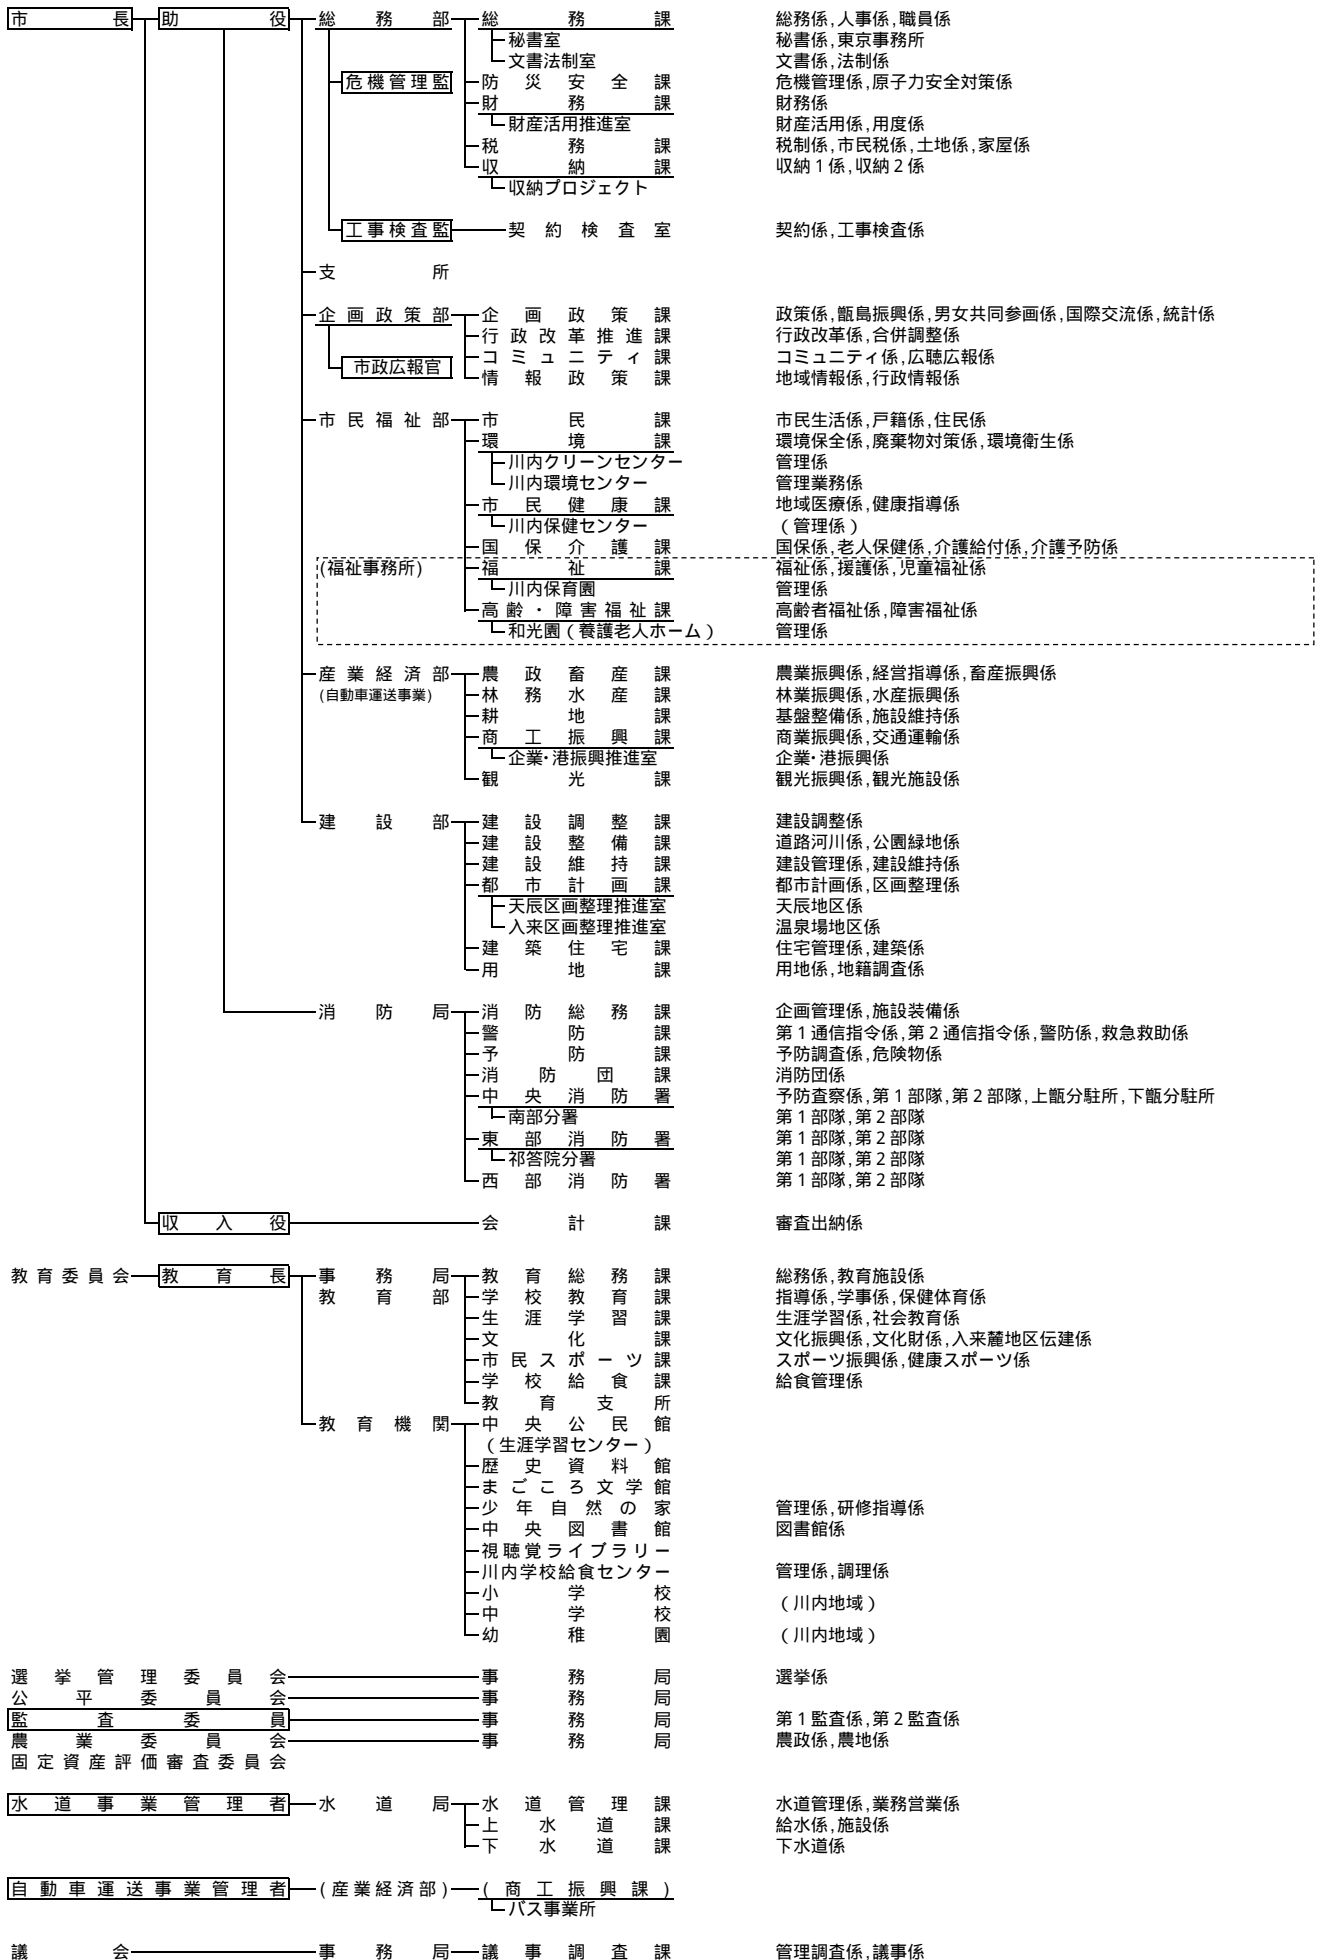 市長 助役 総務部 総務課 総務係,人事係,職員係
秘書室 秘書係,東京事務所
文書法制室 文書係,法制係
危機管理監 防災安全課 危機管理係,原子力安全対策係
財務課 財務係
財産活用推進室 財産活用係,用度係
税務課 税制係,市民税係,土地係,家屋係
収納課 収納1係,収納2係
収納プロジェクト
工事検査監 契約検査室 契約係,工事検査係
支所
企画政策部 企画政策課 政策係,甑島振興係,男女共同参画係,国際交流係,統計係
行政改革推進課 行政改革係,合併調整係
市政広報官 コミュニティ課 コミュニティ係,広聴広報係
情報政策課 地域情報係,行政情報係
市民福祉部 市民課 市民生活係,戸籍係,住民係
環境課 環境保全係,廃棄物対策係,環境衛生係
川内クリーンセンター 管理係
川内環境センター 管理業務係
市民健康課 地域医療係,健康指導係
川内保健センター (管理係)
国保介護課 国保係,老人保健係,介護給付係,介護予防係
(福祉事務所) 福祉課 福祉係,援護係,児童福祉係
川内保育園 管理係
高齢・障害福祉課 高齢者福祉係,障害福祉係
和光園(養護老人ホーム) 管理係
産業経済部 農政畜産課 農業振興係,経営指導係,畜産振興係
(自動車運送事業) 林務水産課 林業振興係,水産振興係
耕地課 基盤整備係,施設維持係
商工振興課 商業振興係,交通運輸係
企業・港振興推進室 企業・港振興係
観光課 観光振興係,観光施設係
建設部 建設調整課 建設調整係
建設整備課 道路河川係,公園緑地係
建設維持課 建設管理係,建設維持係
都市計画課 都市計画係,区画整理係
天辰区画整理推進室 天辰地区係
入来区画整理推進室 温泉場地区係
建築住宅課 住宅管理係,建築係
用地課 用地係,地籍調査係
消防局 消防総務課 企画管理係,施設装備係
警防課 第1通信指令係,第2通信指令係,警防係,救急救助係
予防課 予防調査係,危険物係
消防団課 消防団係
中央消防署 予防査察係,第1部隊,第2部隊,上甑分駐所,下甑分駐所
南部分署 第1部隊,第2部隊
東部消防署 第1部隊,第2部隊
祁答院分署 第1部隊,第2部隊
西部消防署 第1部隊,第2部隊
収入役 会計課 審査出納係
教育委員会 教育長 事務局 教育総務課 総務係,教育施設係
教育部 学校教育課 指導係,学事係,保健体育係
生涯学習課 生涯学習係,社会教育係
文化課 文化振興係,文化財係,入来麓地区伝建係
市民スポーツ課 スポーツ振興係,健康スポーツ係
学校給食課 給食管理係
教育支所
教育機関 中央公民館
(生涯学習センター)
歴史資料館
まごころ文学館
少年自然の家 管理係,研修指導係
中央図書館 図書館係
視聴覚ライブラリー
川内学校給食センター 管理係,調理係
小学校 (川内地域)
中学校
幼稚園 (川内地域)
選挙管理委員会 事務局 選挙係
公平委員会 事務局
監査委員 事務局 第1監査係,第2監査係
農業委員会 事務局 農政係,農地係
固定資産評価審査委員会
水道事業管理者 水道局 水道管理課 水道管理係,業務営業係
上水道課 給水係,施設係
下水道課 下水道係
自動車運送事業管理者 (産業経済部) (商工振興課)
バス事業所
議会 事務局 議事調査課 管理調査係,議事係